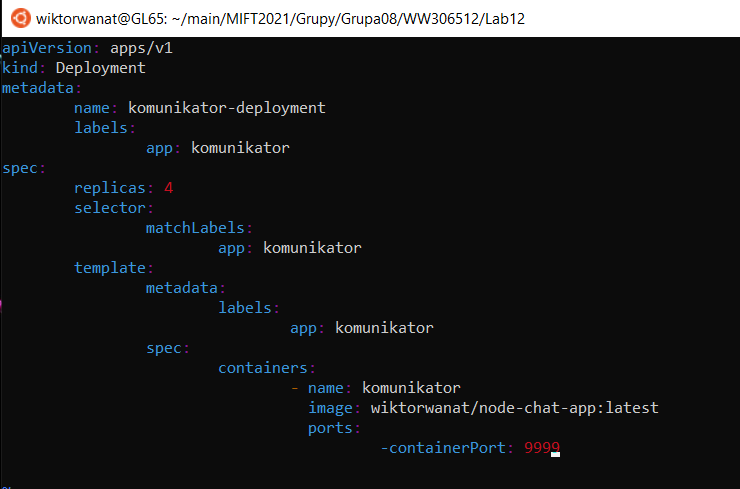 wiktorwanat@GL65: ~/main/MIFT2021/Grupy/Grupa08/WW306512/Lab12
apiVersion: apps/v1
kind: Deployment
metadata:
        name: komunikator-deployment
        labels:
                app: komunikator
spec:
        replicas: 4
        selector:
                matchLabels:
                        app: komunikator
        template:
                metadata:
                        labels:
                                app: komunikator
                spec:
                        containers:
                                - name: komunikator
                                  image: wiktorwanat/node-chat-app:latest
                                  ports:
                                          -containerPort: 9999